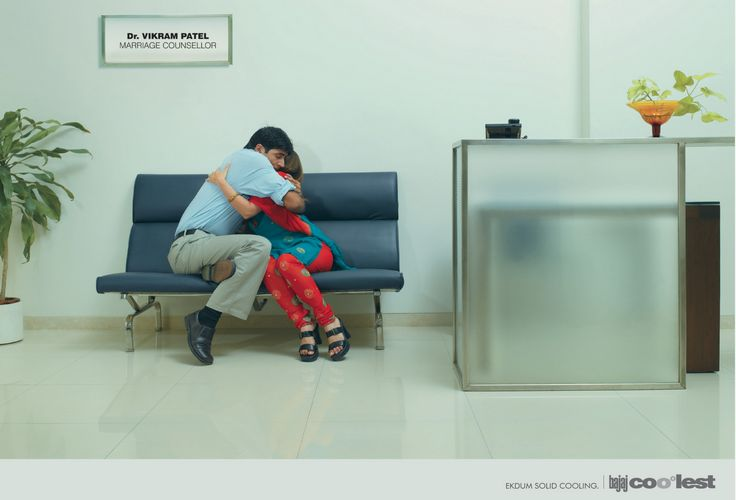 Dr. VIKRAM PATEL
MARRIAGE COUNSELLOR
EKDUM SOLID COOLING. bajaj coolest